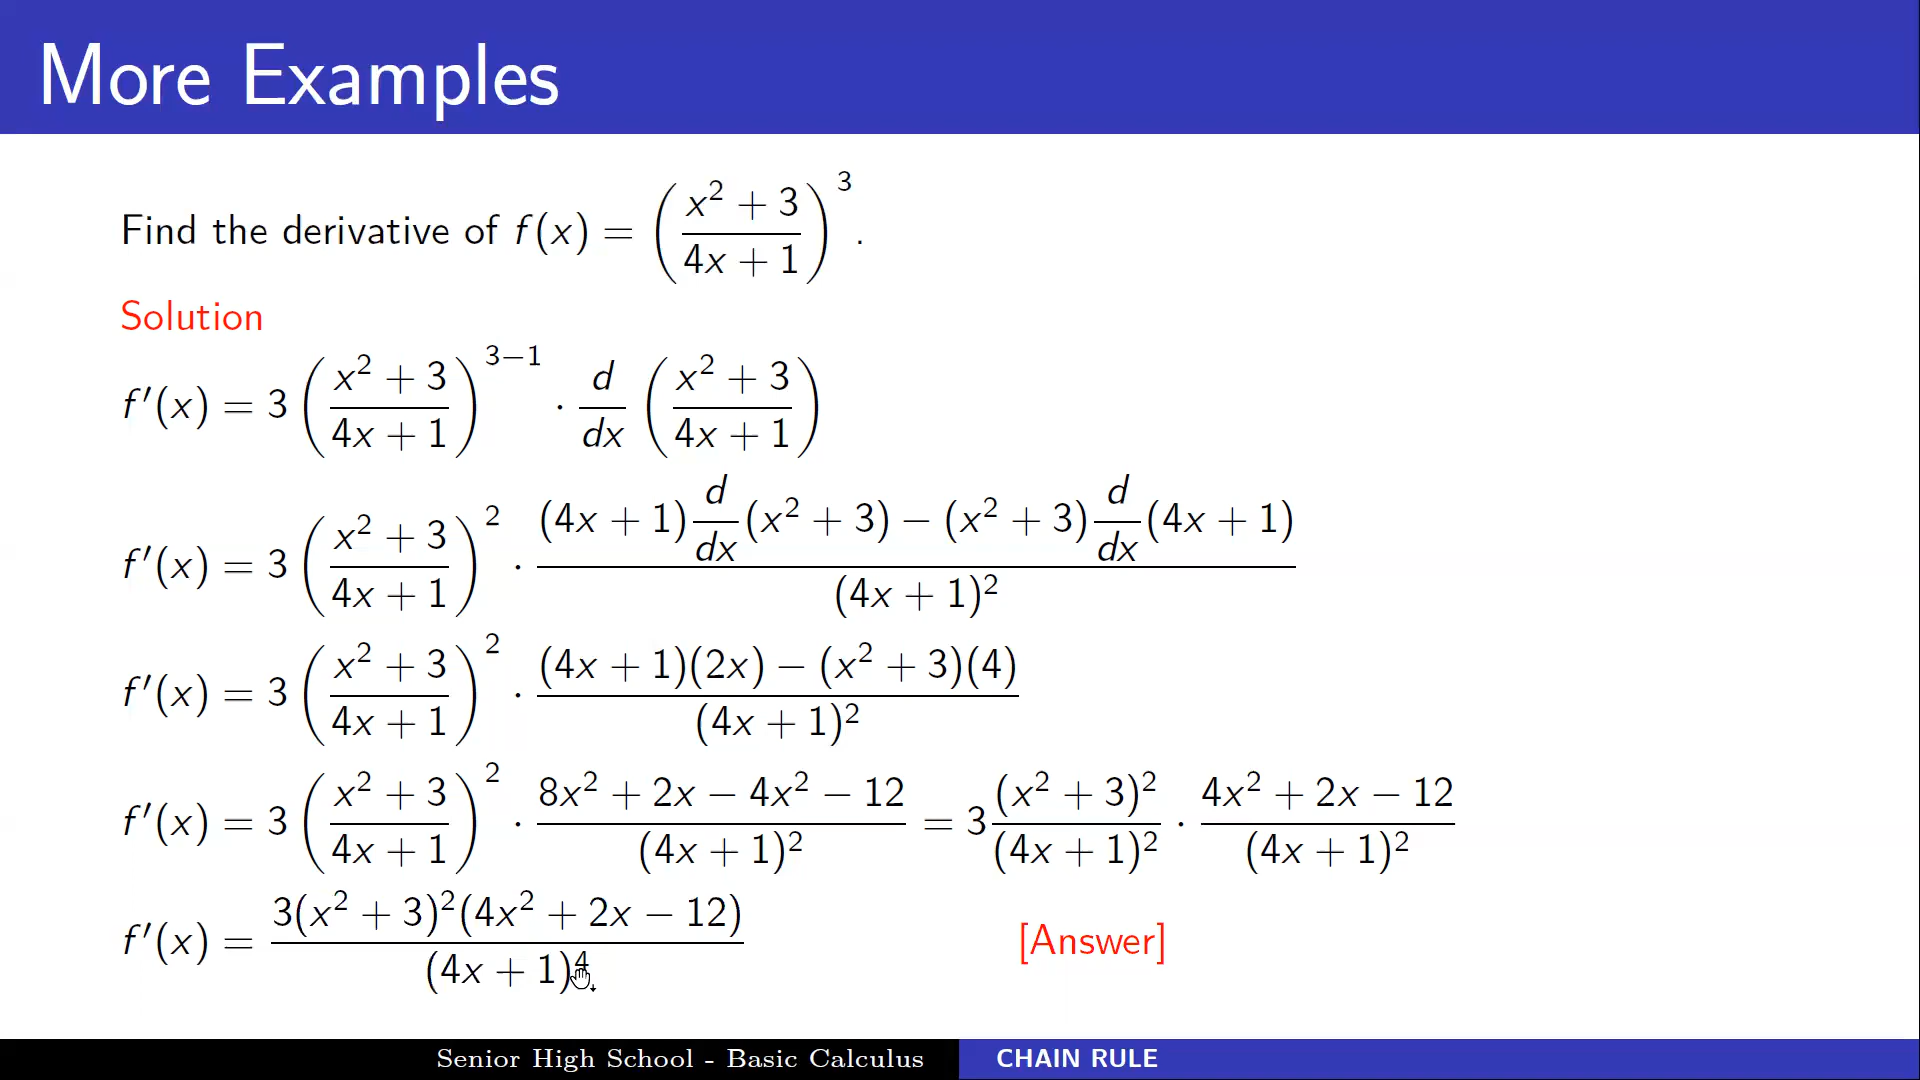 More Examples
Find the derivative of f(x) = ((x² + 3)/(4x + 1))³.
Solution
f′(x) = 3 ((x² + 3)/(4x + 1))³⁻¹ · d/dx ((x² + 3)/(4x + 1))
f′(x) = 3 ((x² + 3)/(4x + 1))² · ((4x + 1) d/dx (x² + 3) − (x² + 3) d/dx (4x + 1))/(4x + 1)²
f′(x) = 3 ((x² + 3)/(4x + 1))² · ((4x + 1)(2x) − (x² + 3)(4))/(4x + 1)²
f′(x) = 3 ((x² + 3)/(4x + 1))² · (8x² + 2x − 4x² − 12)/(4x + 1)² = 3 (x² + 3)²/(4x + 1)² · (4x² + 2x − 12)/(4x + 1)²
f′(x) = 3(x² + 3)²(4x² + 2x − 12)/(4x + 1)⁴ [Answer]
Senior High School - Basic Calculus CHAIN RULE